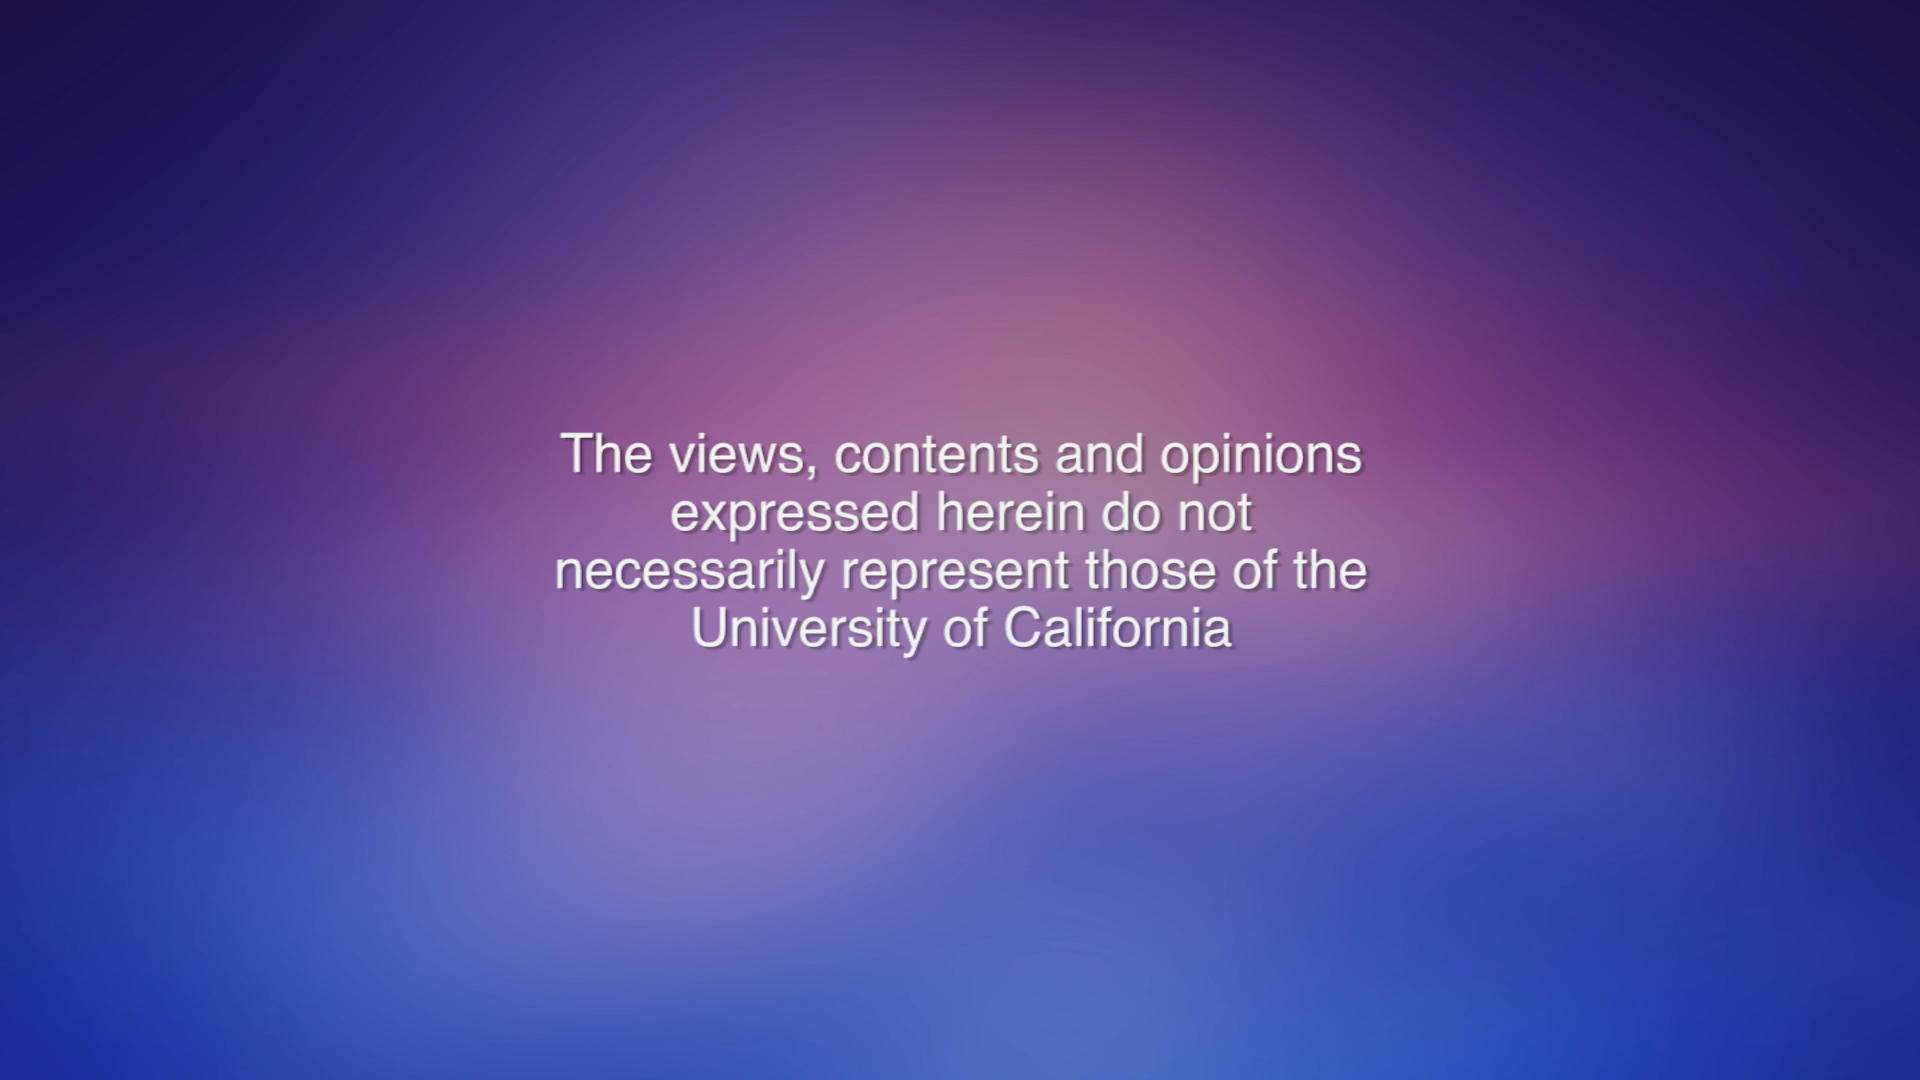 The views, contents and opinions
expressed herein do not
necessarily represent those of the
University of California